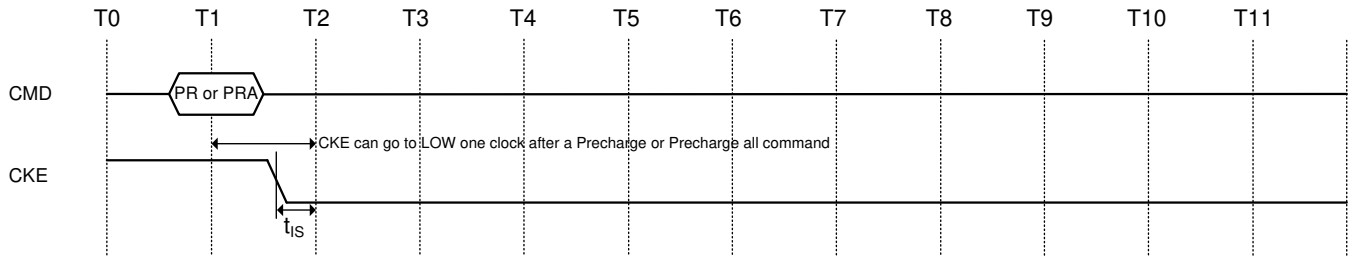 T0 T1 T2 T3 T4 T5 T6 T7 T8 T9 T10 T11
CMD PR or PRA
CKE can go to LOW one clock after a Precharge or Precharge all command
CKE
tIS